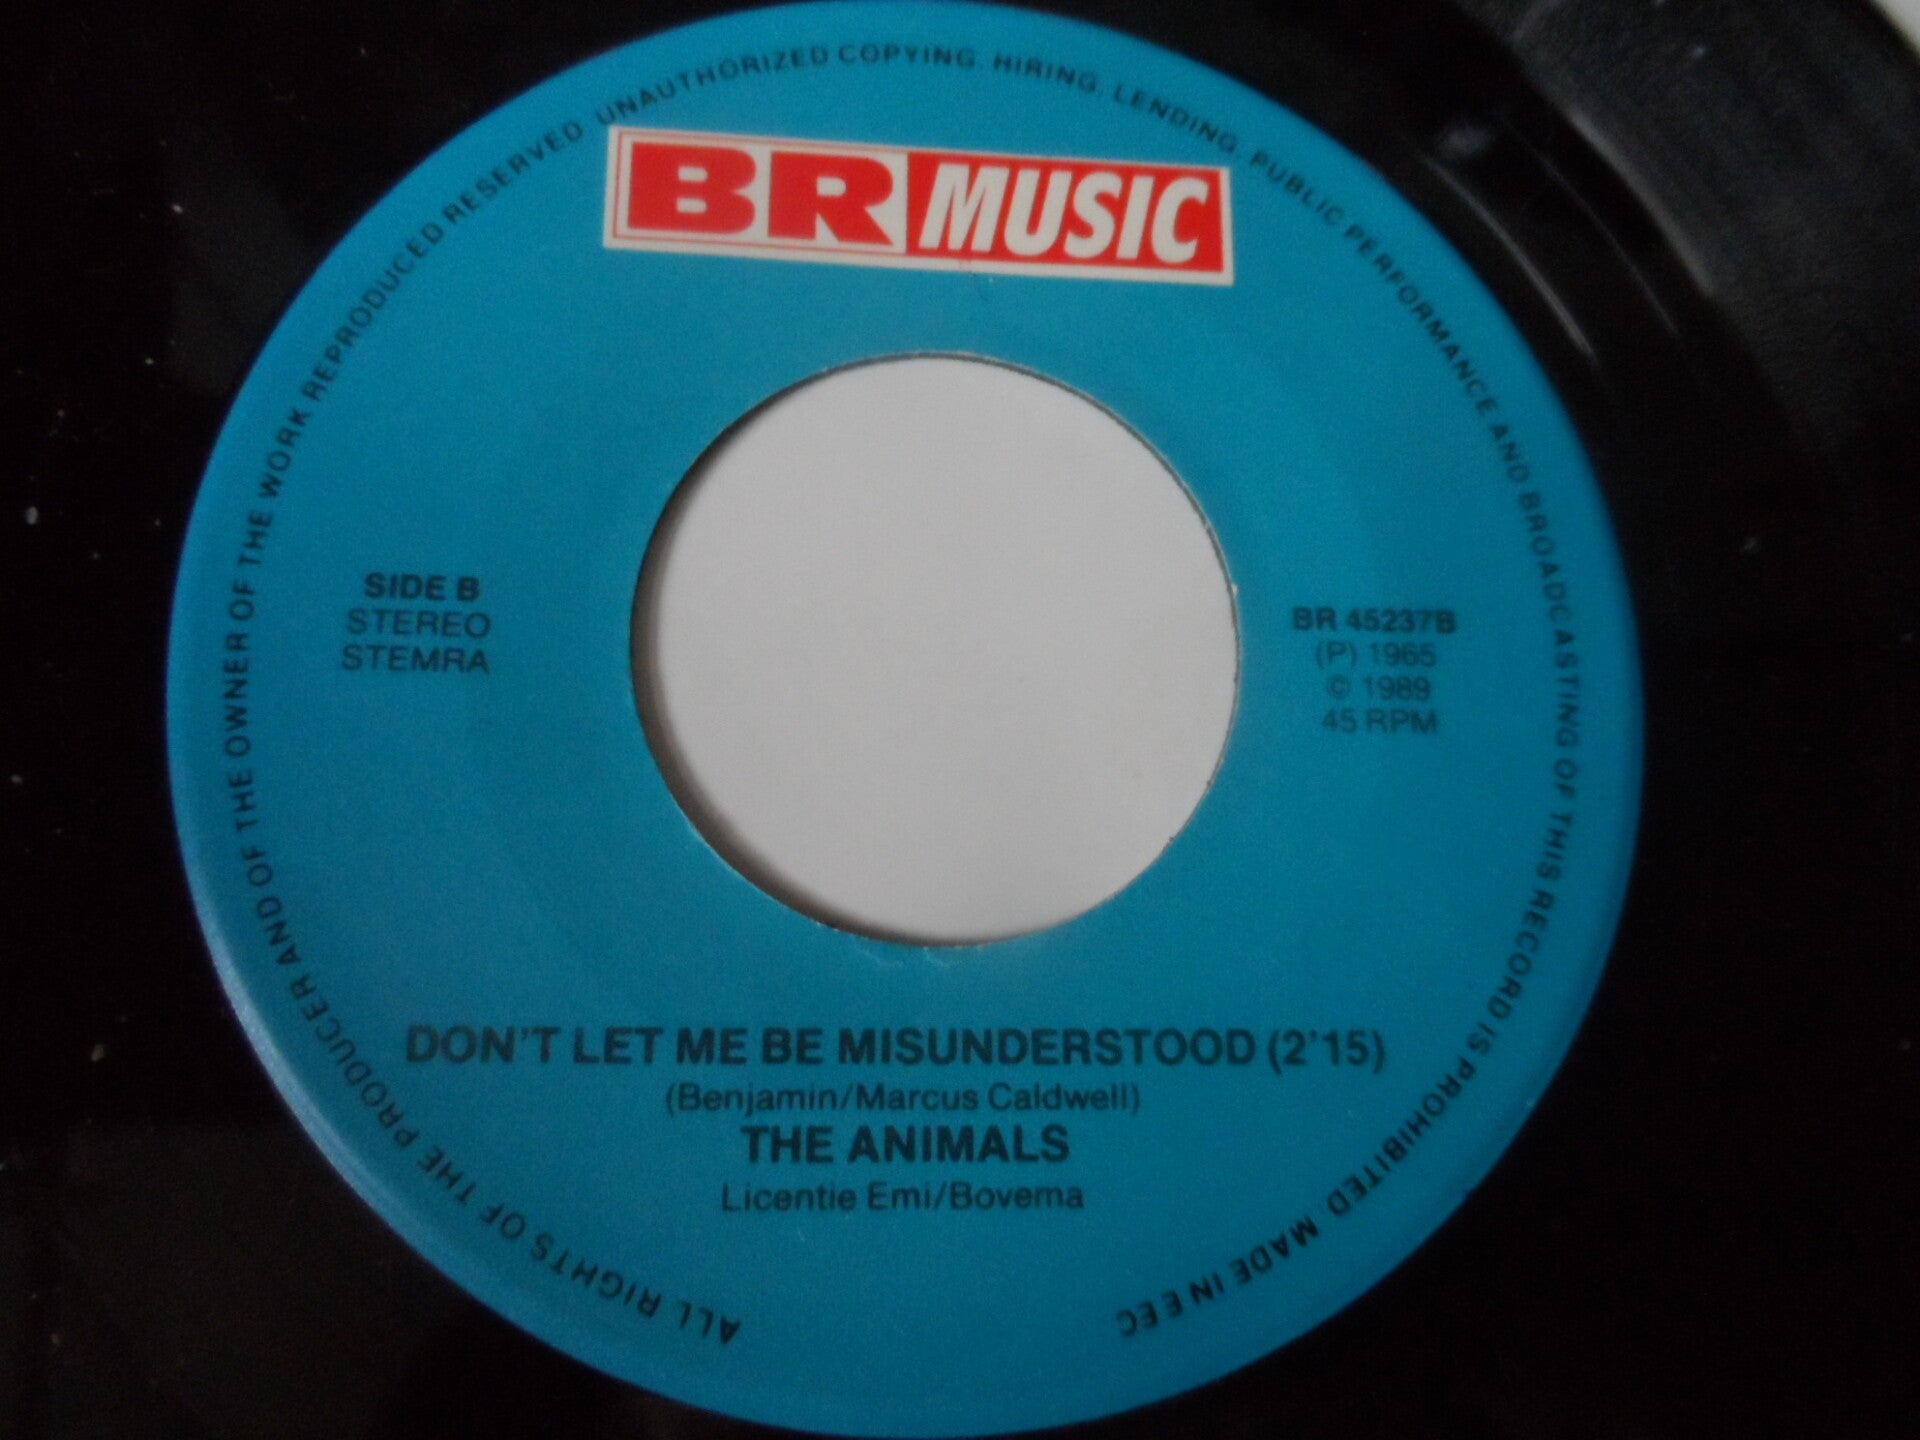 BR MUSIC
SIDE B
STEREO
STEMRA
BR 45237B
(P) 1965
© 1989
45 RPM
DON'T LET ME BE MISUNDERSTOOD (2'15)
(Benjamin/Marcus Caldwell)
THE ANIMALS
Licentie Emi/Bovema
ALL RIGHTS OF THE PRODUCER AND OF THE OWNER OF THE WORK REPRODUCED RESERVED UNAUTHORIZED COPYING. HIRING. LENDING. PUBLIC PERFORMANCE AND BROADCASTING OF THIS RECORD IS PROHIBITED MADE IN EEC